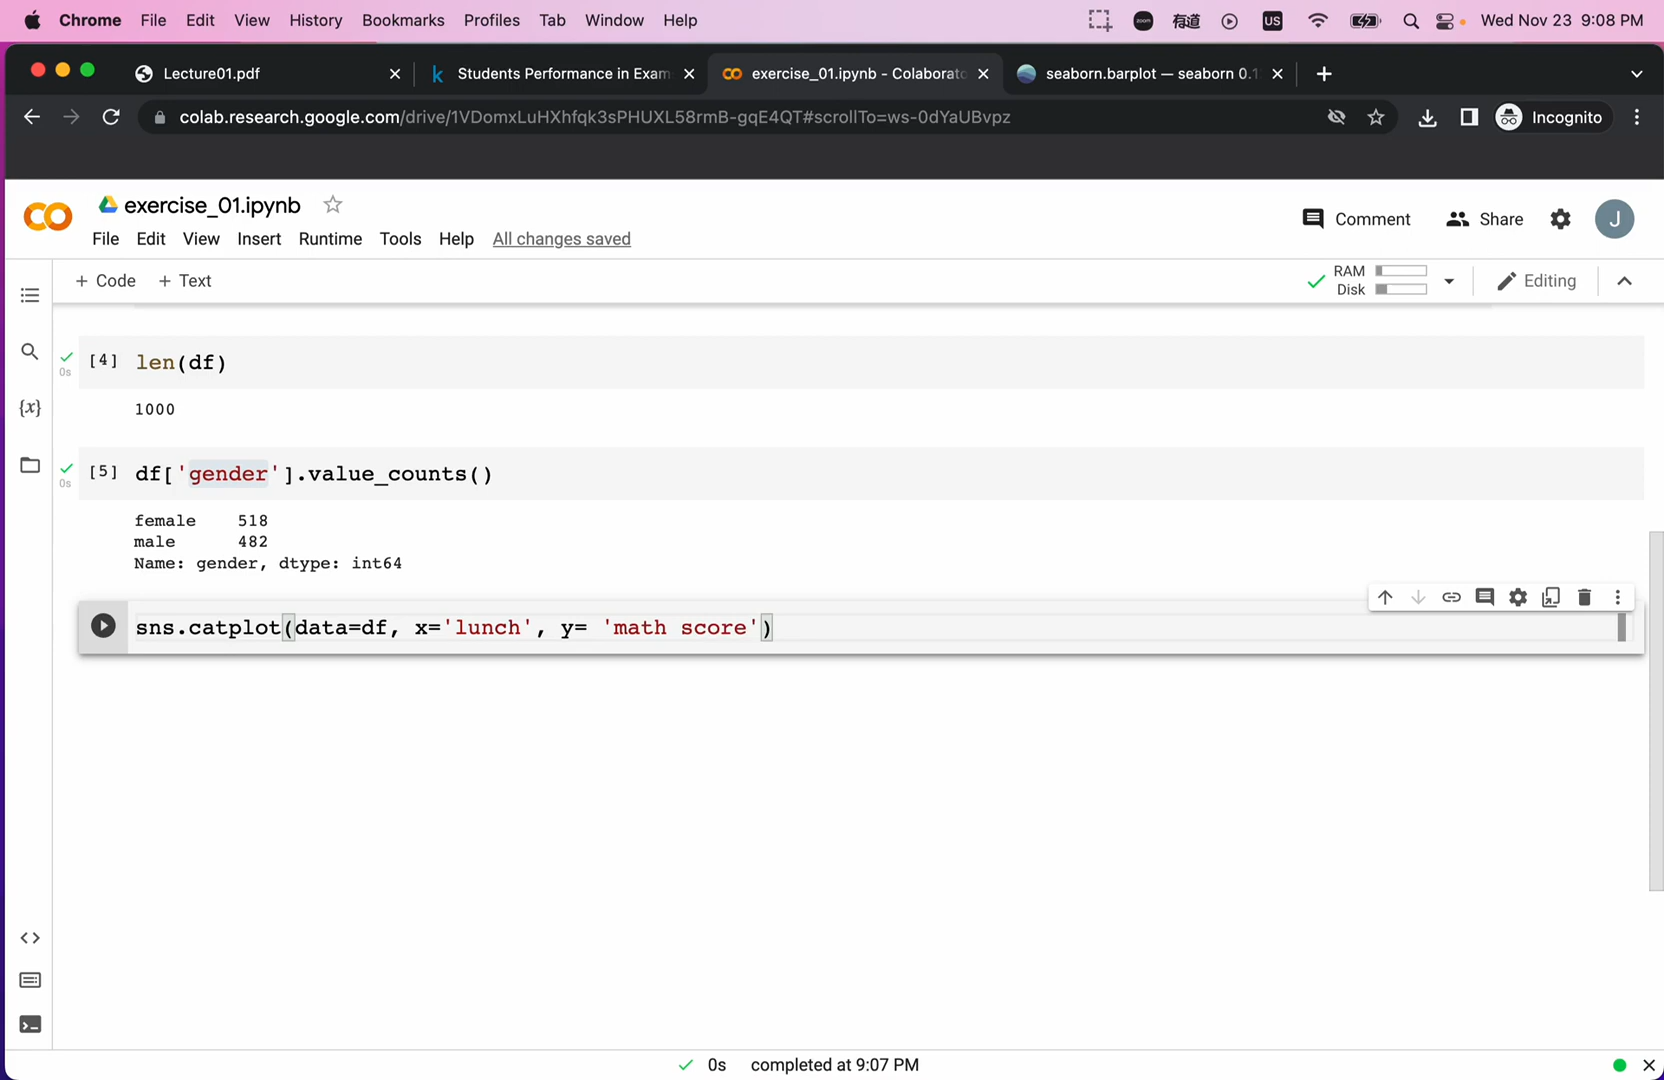 Chrome File Edit View History Bookmarks Profiles Tab Window Help zoom 有道 US Wed Nov 23 9:08 PM
Lecture01.pdf k Students Performance in Exam exercise_01.ipynb - Colaborato seaborn.barplot — seaborn 0.1
colab.research.google.com/drive/1VDomxLuHXhfqk3sPHUXL58rmB-gqE4QT#scrollTo=ws-0dYaUBvpz Incognito
exercise_01.ipynb
Comment Share J
File Edit View Insert Runtime Tools Help All changes saved
+ Code + Text RAM Disk Editing
[4] len(df)
0s
{x} 1000
[5] df['gender'].value_counts()
0s
female 518
male 482
Name: gender, dtype: int64
sns.catplot(data=df, x='lunch', y= 'math score')
0s completed at 9:07 PM